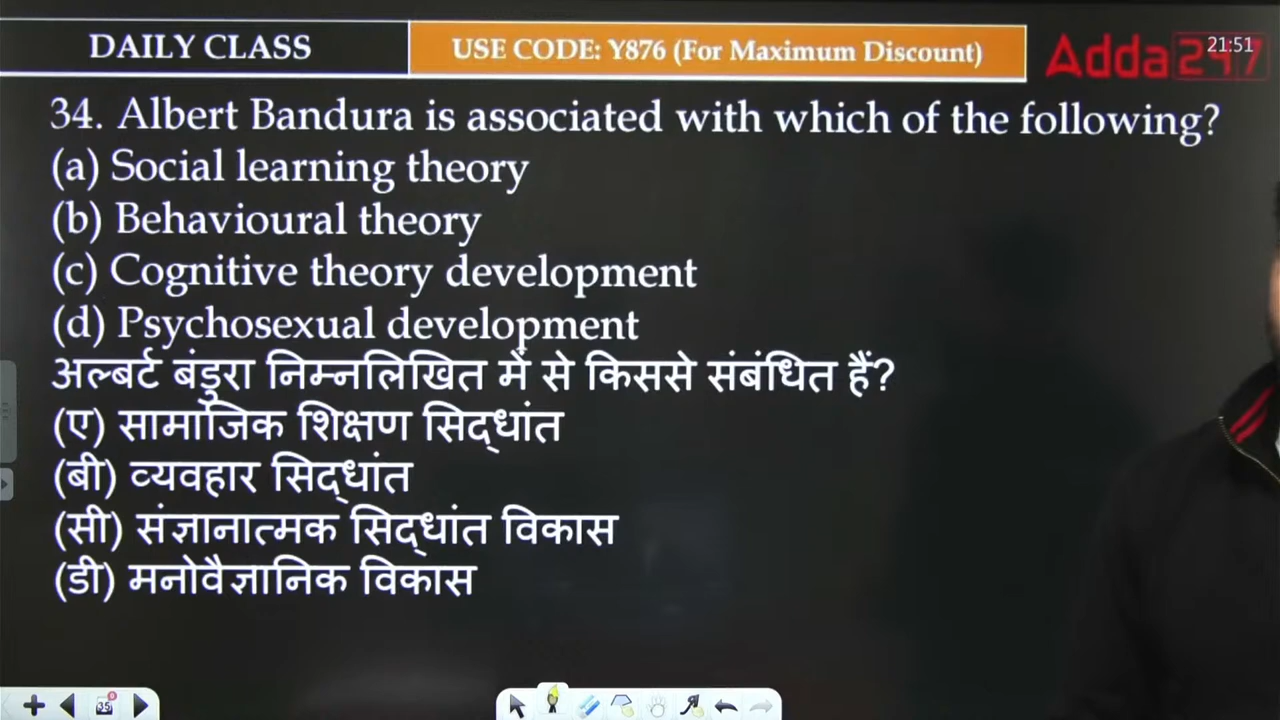 DAILY CLASS
USE CODE: Y876 (For Maximum Discount)
Adda247
21:51
34. Albert Bandura is associated with which of the following?
(a) Social learning theory
(b) Behavioural theory
(c) Cognitive theory development
(d) Psychosexual development
अल्बर्ट बंडुरा निम्नलिखित में से किससे संबंधित हैं?
(ए) सामाजिक शिक्षण सिद्धांत
(बी) व्यवहार सिद्धांत
(सी) संज्ञानात्मक सिद्धांत विकास
(डी) मनोवैज्ञानिक विकास
35